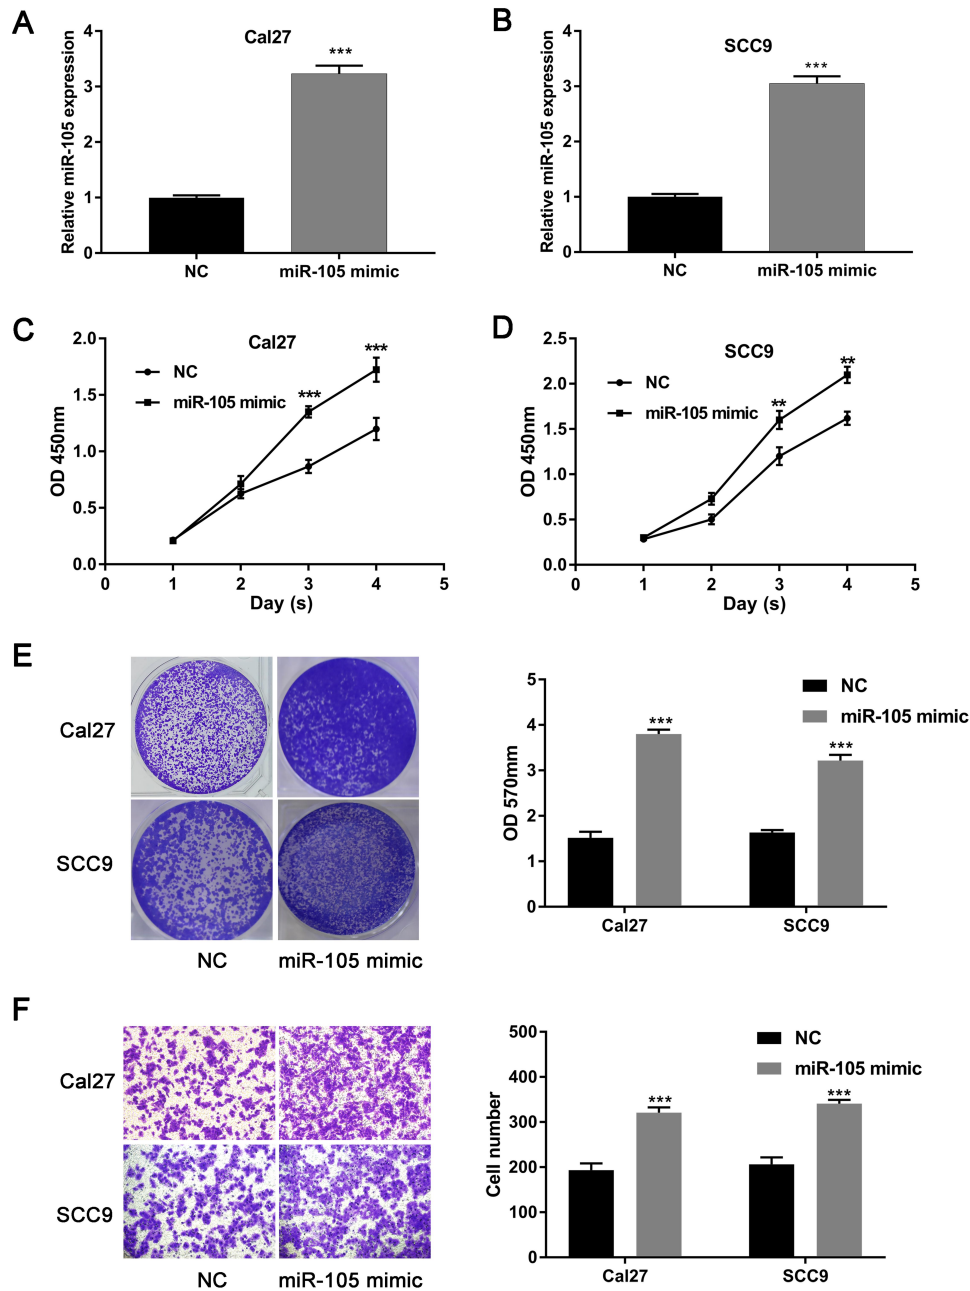 A
Cal27
Relative miR-105 expression
4
3
2
1
0
***
NC
miR-105 mimic
B
SCC9
Relative miR-105 expression
4
3
2
1
0
***
NC
miR-105 mimic
C
Cal27
OD 450nm
2.0
1.5
1.0
0.5
0.0
NC
miR-105 mimic
***
***
0 1 2 3 4 5
Day (s)
D
SCC9
OD 450nm
2.5
2.0
1.5
1.0
0.5
0.0
NC
miR-105 mimic
**
**
0 1 2 3 4 5
Day (s)
E
Cal27
SCC9
NC
miR-105 mimic
OD 570mm
5
4
3
2
1
0
NC
miR-105 mimic
***
***
Cal27
SCC9
F
Cal27
SCC9
NC
miR-105 mimic
Cell number
500
400
300
200
100
0
NC
miR-105 mimic
***
***
Cal27
SCC9